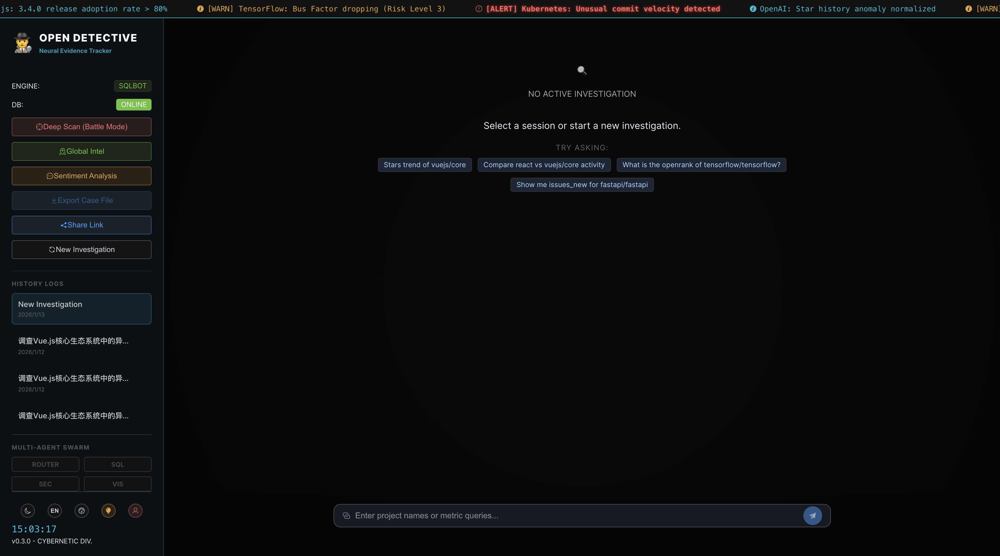 js: 3.4.0 release adoption rate > 80%
[WARN] TensorFlow: Bus Factor dropping (Risk Level 3)
[ALERT] Kubernetes: Unusual commit velocity detected
OpenAI: Star history anomaly normalized
[WARN]
OPEN DETECTIVE
Neural Evidence Tracker
ENGINE: SQLBOT
DB: ONLINE
Deep Scan (Battle Mode)
Global Intel
Sentiment Analysis
Export Case File
Share Link
New Investigation
HISTORY LOGS
New Investigation
2026/1/13
调查Vue.js核心生态系统中的异...
2026/1/12
调查Vue.js核心生态系统中的异...
2026/1/12
调查Vue.js核心生态系统中的异...
MULTI-AGENT SWARM
ROUTER SQL
SEC VIS
EN
15:03:17
v0.3.0 - CYBERNETIC DIV.
NO ACTIVE INVESTIGATION
Select a session or start a new investigation.
TRY ASKING:
Stars trend of vuejs/core
Compare react vs vuejs/core activity
What is the openrank of tensorflow/tensorflow?
Show me issues_new for fastapi/fastapi
Enter project names or metric queries...